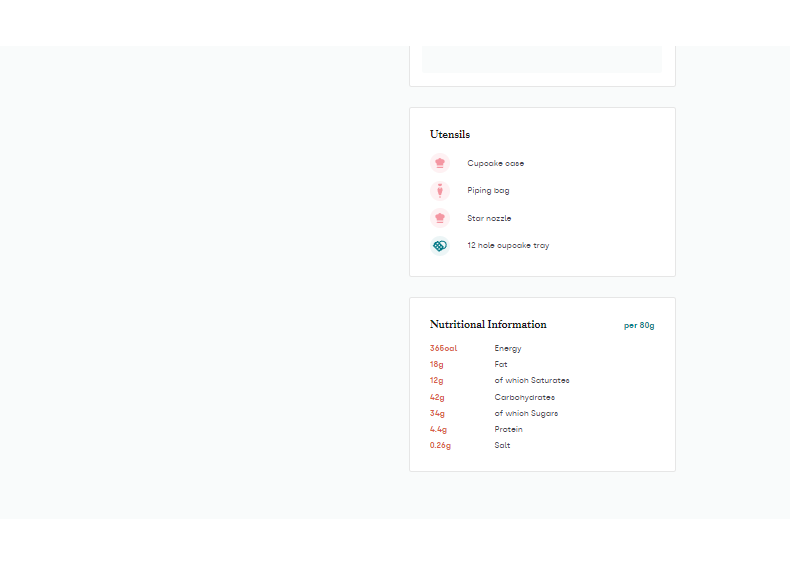 Utensils
Cupcake case
Piping bag
Star nozzle
12 hole cupcake tray
Nutritional Information per 80g
366cal Energy
18g Fat
12g of which Saturates
42g Carbohydrates
34g of which Sugars
4.4g Protein
0.26g Salt